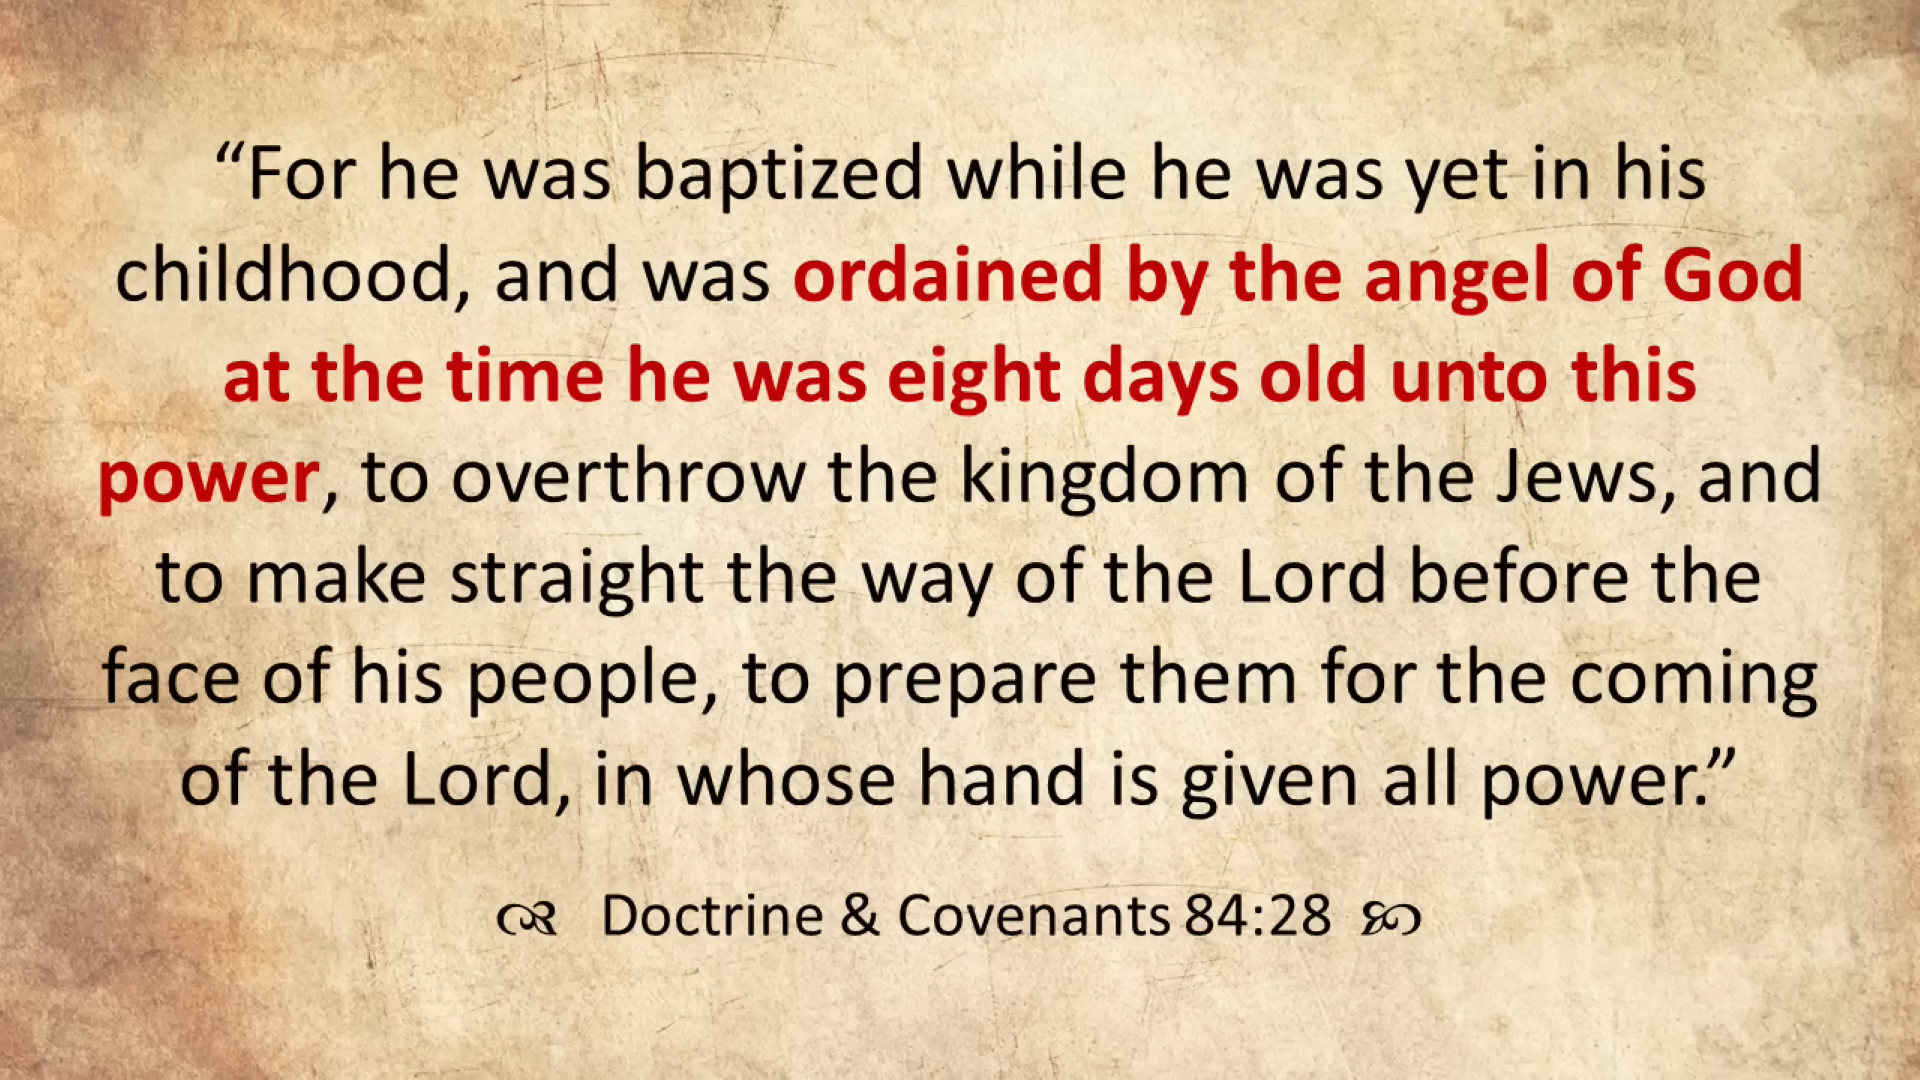 “For he was baptized while he was yet in his
childhood, and was ordained by the angel of God
at the time he was eight days old unto this
power, to overthrow the kingdom of the Jews, and
to make straight the way of the Lord before the
face of his people, to prepare them for the coming
of the Lord, in whose hand is given all power.”
Doctrine & Covenants 84:28